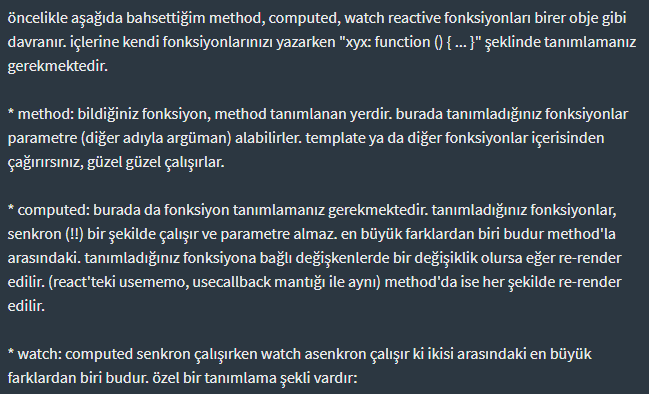 öncelikle aşağıda bahsettiğim method, computed, watch reactive fonksiyonları birer obje gibi
davranır. içlerine kendi fonksiyonlarınızı yazarken "xyx: function () { ... }" şeklinde tanımlamanız
gerekmektedir.
* method: bildiğiniz fonksiyon, method tanımlanan yerdir. burada tanımladığınız fonksiyonlar
parametre (diğer adıyla argüman) alabilirler. template ya da diğer fonksiyonlar içerisinden
çağırırsınız, güzel güzel çalışırlar.
* computed: burada da fonksiyon tanımlamanız gerekmektedir. tanımladığınız fonksiyonlar,
senkron (!!) bir şekilde çalışır ve parametre almaz. en büyük farklardan biri budur method'la
arasındaki. tanımladığınız fonksiyona bağlı değişkenlerde bir değişiklik olursa eğer re-render
edilir. (react'teki usememo, usecallback mantığı ile aynı) method'da ise her şekilde re-render
edilir.
* watch: computed senkron çalışırken watch asenkron çalışır ki ikisi arasındaki en büyük
farklardan biri budur. özel bir tanımlama şekli vardır: